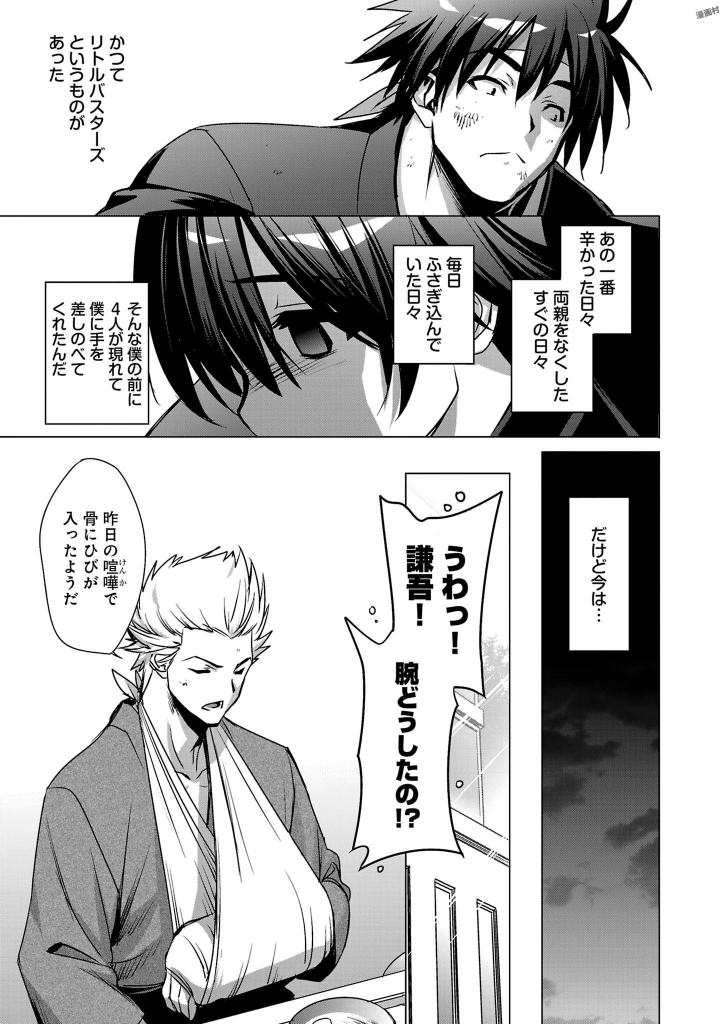 漫画村
かつて
リトルバスターズ
というものが
あった
あの一番
辛かった日々
両親をなくした
すぐの日々
毎日
ふさぎ込んで
いた日々
そんな僕の前に
4人が現れて
僕に手を
差しのべて
くれたんだ
だけど今は…
うわっ！
謙吾！
腕どうしたの!?
昨日の喧嘩で
けんか
骨にひびが
入ったようだ